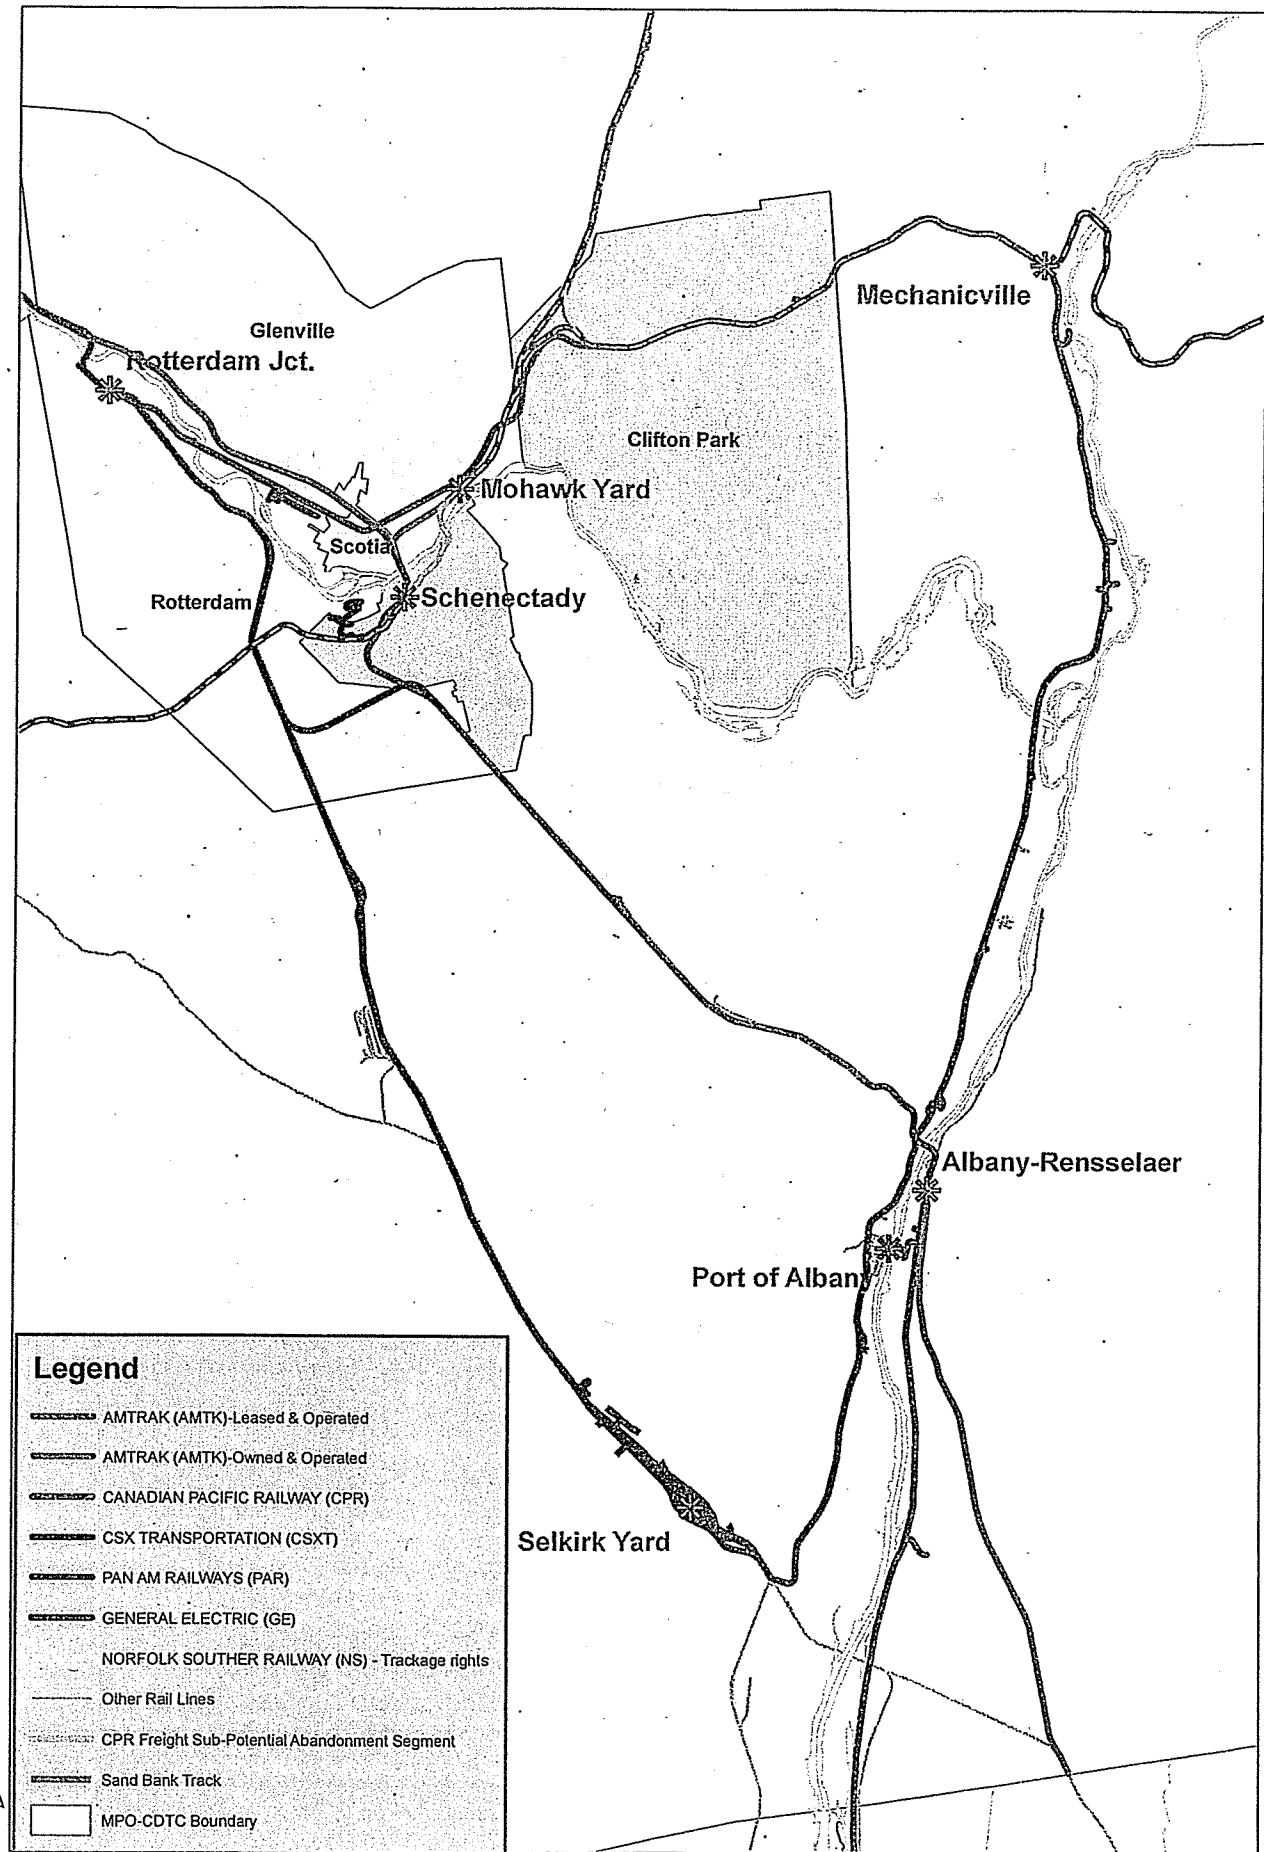 Mechanicville
Glenville
Rotterdam Jct.
Clifton Park
Mohawk Yard
Scotia
Schenectady
Rotterdam
Albany-Rensselaer
Port of Albany
Selkirk Yard
Legend
AMTRAK (AMTK)-Leased & Operated
AMTRAK (AMTK)-Owned & Operated
CANADIAN PACIFIC RAILWAY (CPR)
CSX TRANSPORTATION (CSXT)
PAN AM RAILWAYS (PAR)
GENERAL ELECTRIC (GE)
NORFOLK SOUTHER RAILWAY (NS) - Trackage rights
Other Rail Lines
CPR Freight Sub-Potential Abandonment Segment
Sand Bank Track
MPO-CDTC Boundary